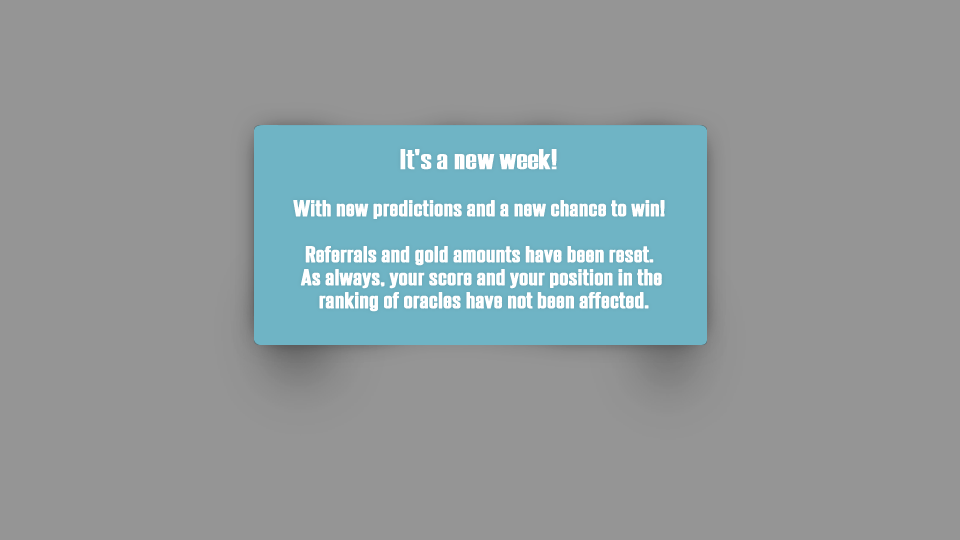 It's a new week!
With new predictions and a new chance to win!
Referrals and gold amounts have been reset.
As always, your score and your position in the
ranking of oracles have not been affected.